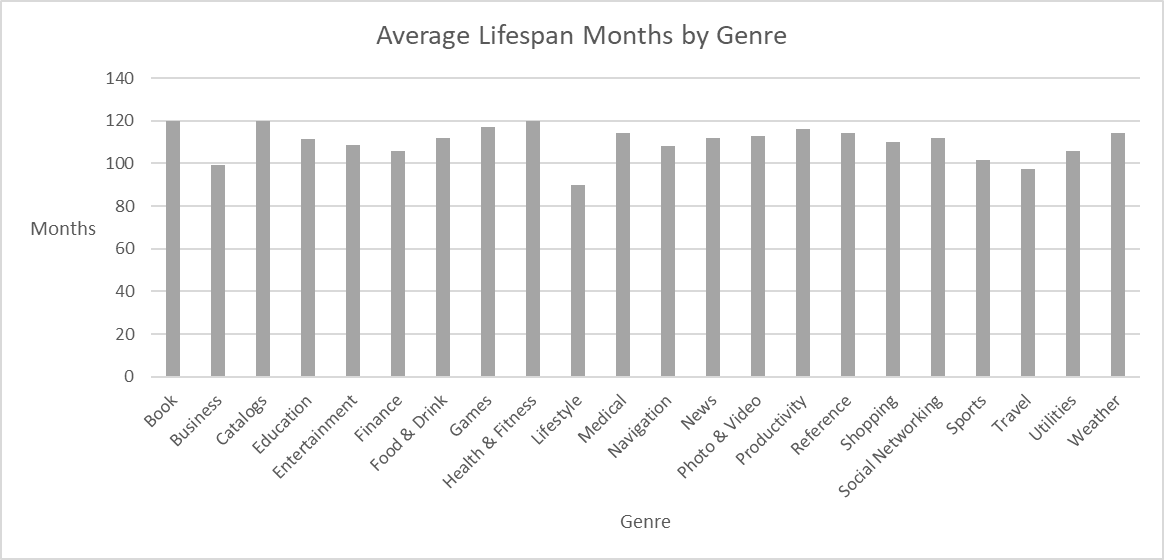 Average Lifespan Months by Genre
140
120
100
80
60
40
20
0
Months
Book
Business
Catalogs
Education
Entertainment
Finance
Food & Drink
Games
Health & Fitness
Lifestyle
Medical
Navigation
News
Photo & Video
Productivity
Reference
Shopping
Social Networking
Sports
Travel
Utilities
Weather
Genre